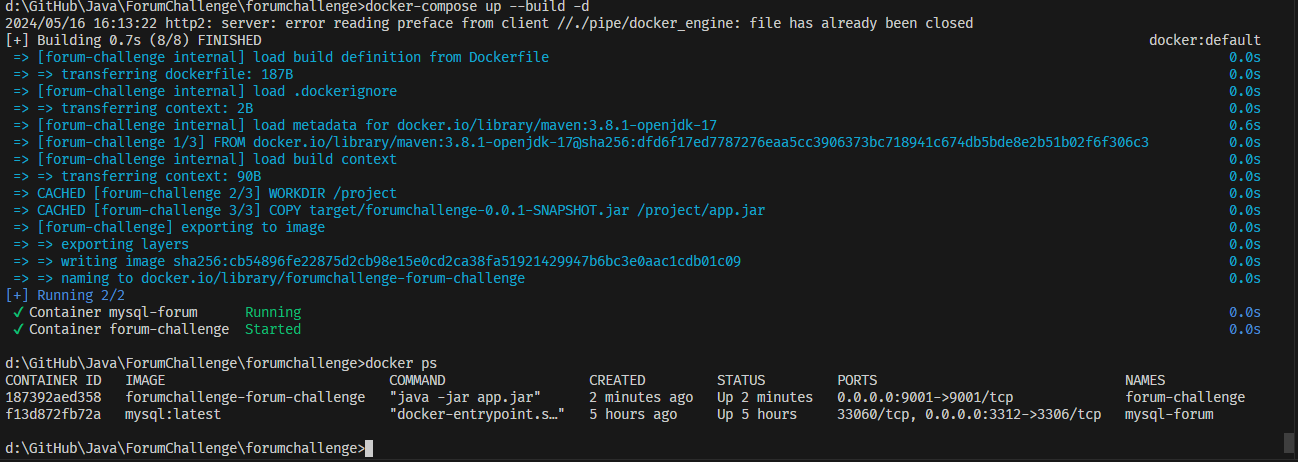 d:\GitHub\Java\ForumChallenge\forumchallenge>docker-compose up --build -d
2024/05/16 16:13:22 http2: server: error reading preface from client //./pipe/docker_engine: file has already been closed
[+] Building 0.7s (8/8) FINISHED docker:default
=> [forum-challenge internal] load build definition from Dockerfile 0.0s
=> => transferring dockerfile: 187B 0.0s
=> [forum-challenge internal] load .dockerignore 0.0s
=> => transferring context: 2B 0.0s
=> [forum-challenge internal] load metadata for docker.io/library/maven:3.8.1-openjdk-17 0.6s
=> [forum-challenge 1/3] FROM docker.io/library/maven:3.8.1-openjdk-17@sha256:dfd6f17ed7787276eaa5cc3906373bc718941c674db5bde8e2b51b02f6f306c3 0.0s
=> [forum-challenge internal] load build context 0.0s
=> => transferring context: 90B 0.0s
=> CACHED [forum-challenge 2/3] WORKDIR /project 0.0s
=> CACHED [forum-challenge 3/3] COPY target/forumchallenge-0.0.1-SNAPSHOT.jar /project/app.jar 0.0s
=> [forum-challenge] exporting to image 0.0s
=> => exporting layers 0.0s
=> => writing image sha256:cb54896fe22875d2cb98e15e0cd2ca38fa51921429947b6bc3e0aac1cdb01c09 0.0s
=> => naming to docker.io/library/forumchallenge-forum-challenge 0.0s
[+] Running 2/2
✔ Container mysql-forum Running 0.0s
✔ Container forum-challenge Started 0.0s
d:\GitHub\Java\ForumChallenge\forumchallenge>docker ps
CONTAINER ID IMAGE COMMAND CREATED STATUS PORTS NAMES
187392aed358 forumchallenge-forum-challenge "java -jar app.jar" 2 minutes ago Up 2 minutes 0.0.0.0:9001->9001/tcp forum-challenge
f13d872fb72a mysql:latest "docker-entrypoint.s…" 5 hours ago Up 5 hours 33060/tcp, 0.0.0.0:3312->3306/tcp mysql-forum
d:\GitHub\Java\ForumChallenge\forumchallenge>